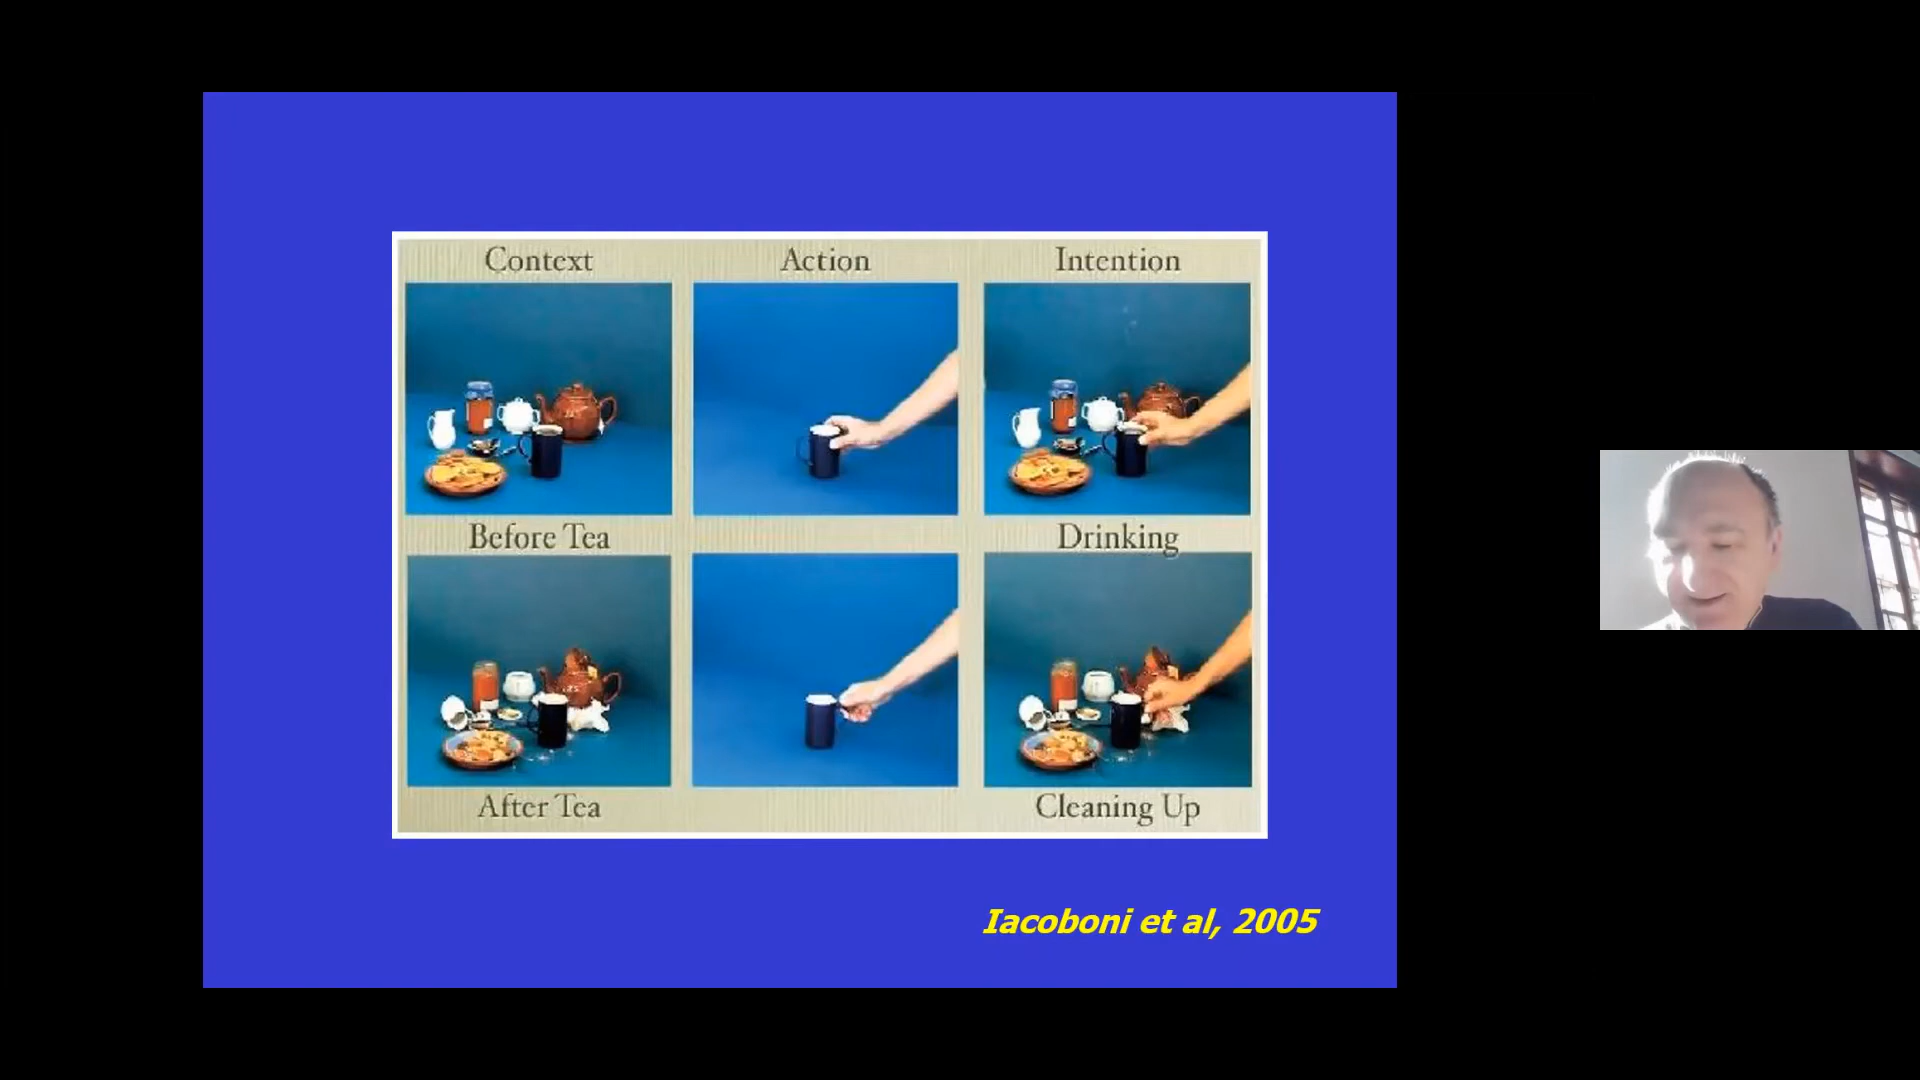 Context Action Intention
Before Tea Drinking
After Tea Cleaning Up
Iacoboni et al, 2005